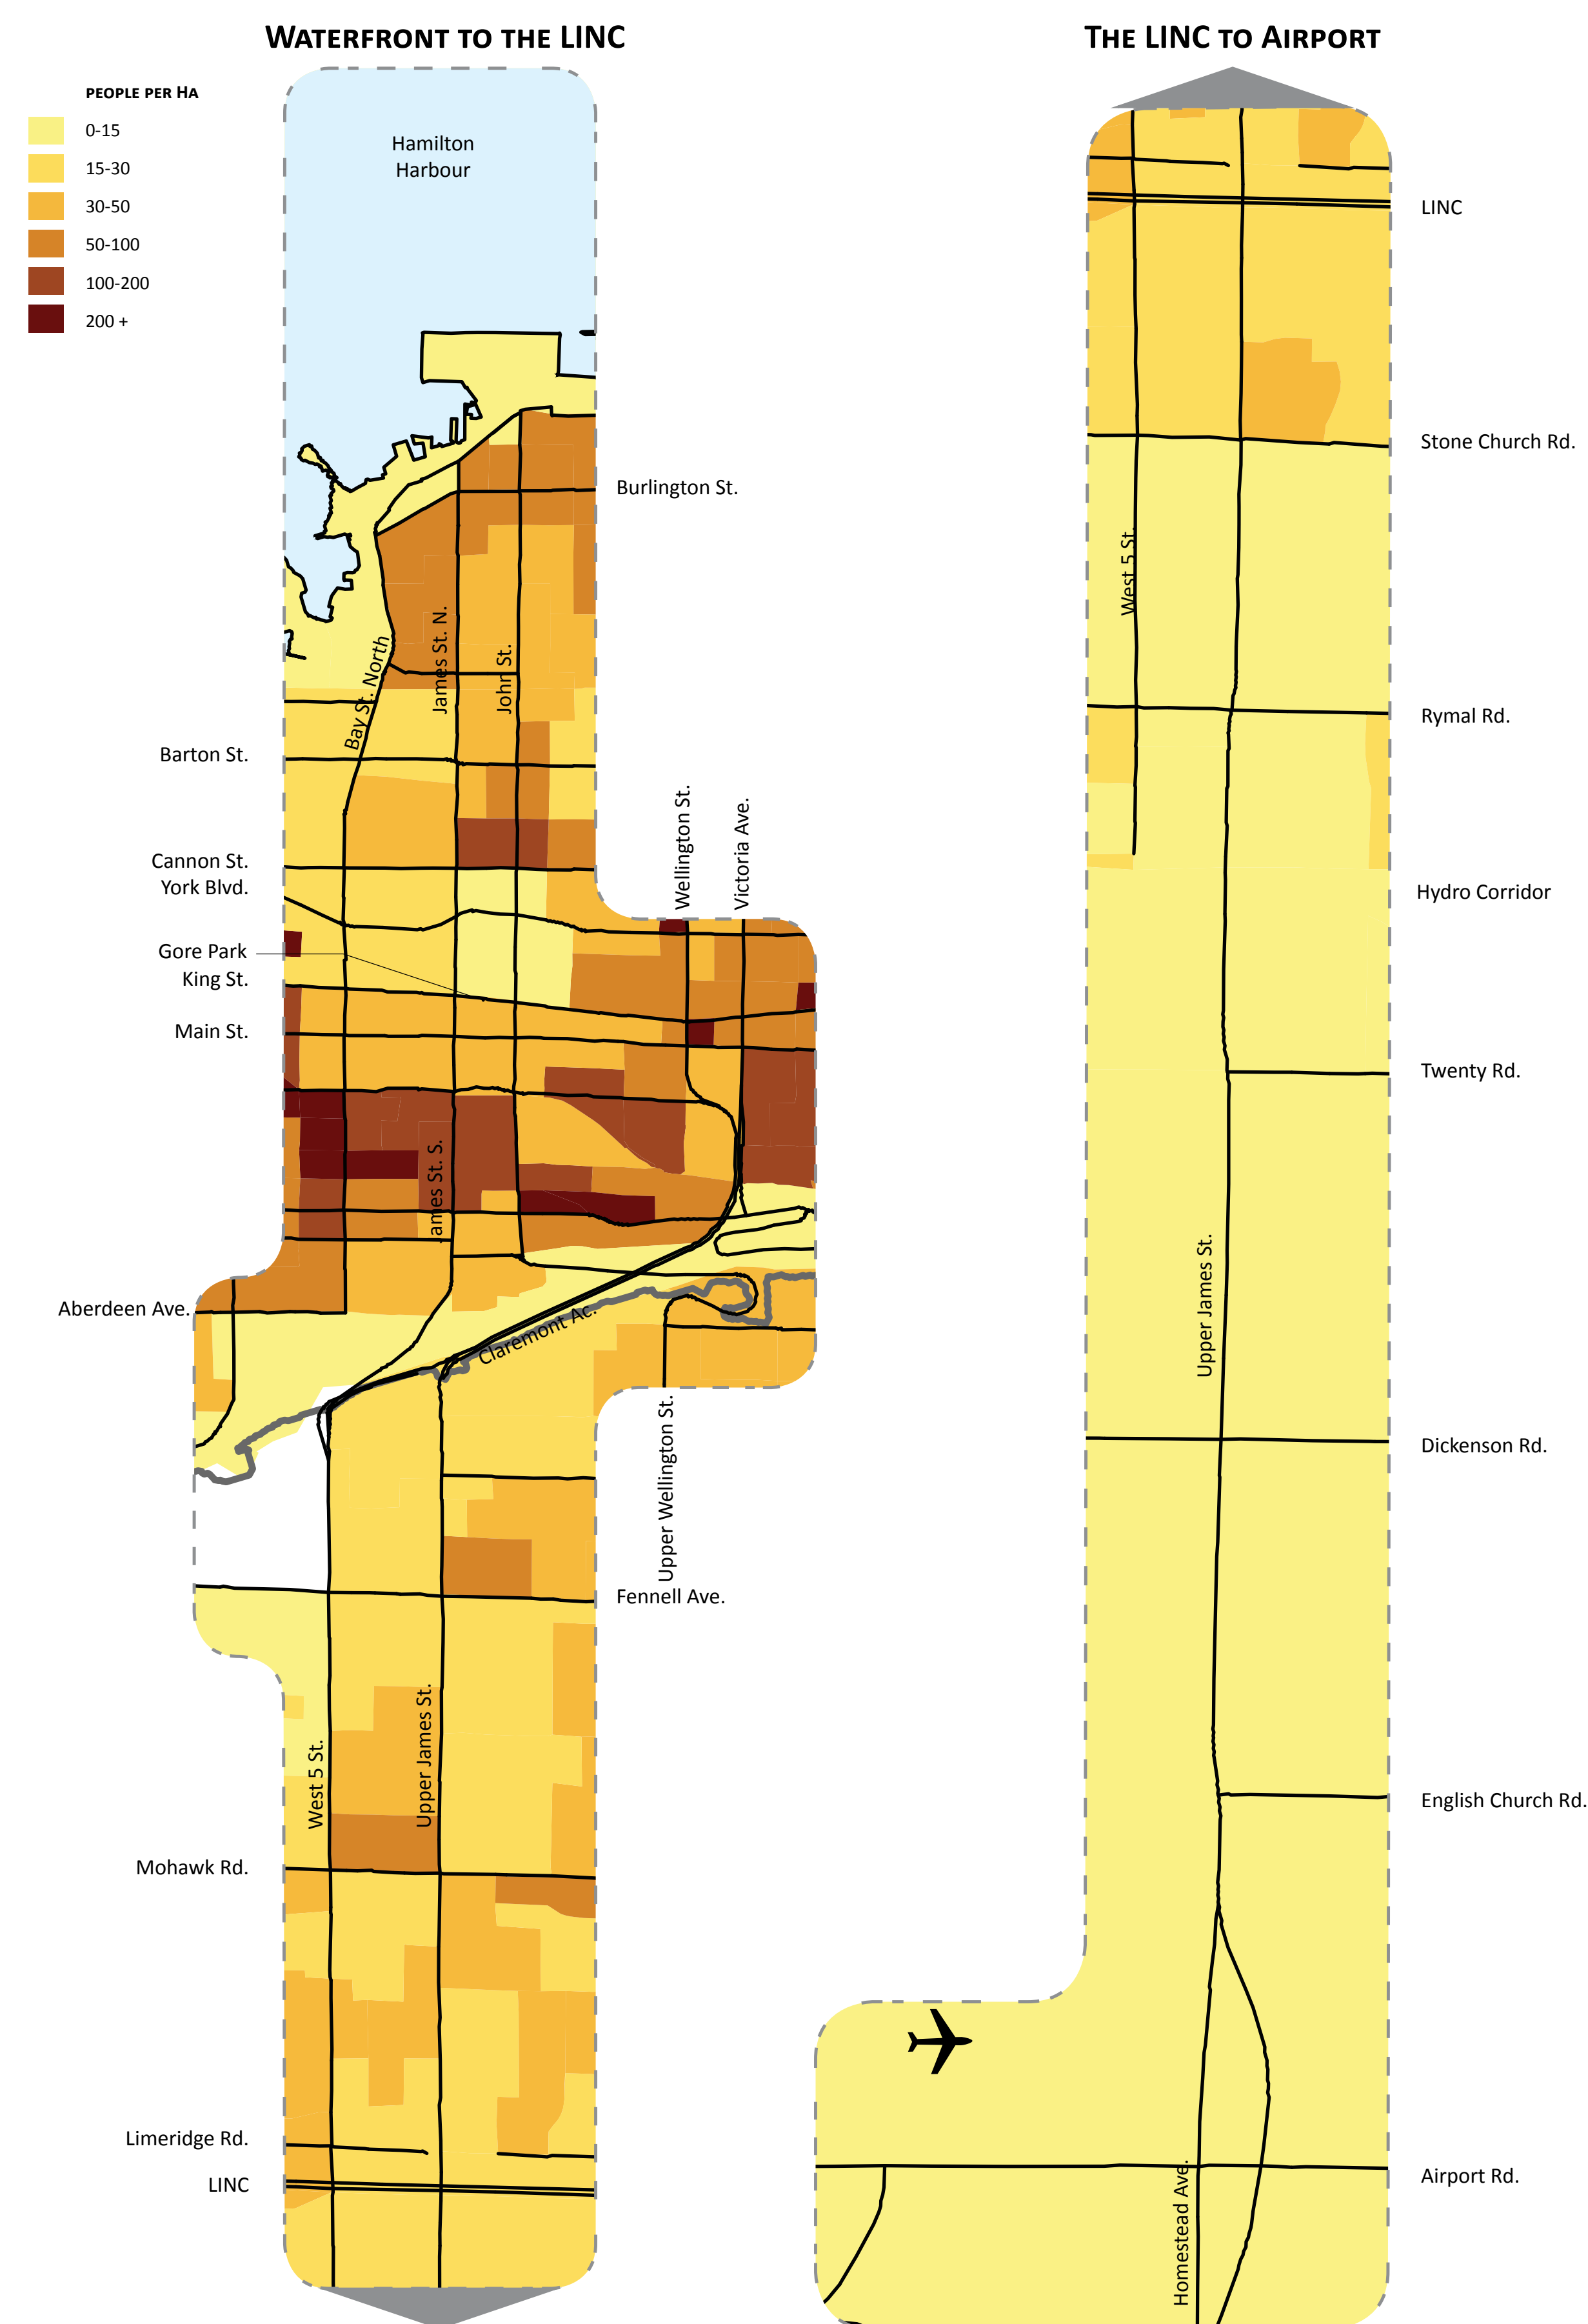 WATERFRONT TO THE LINC
THE LINC TO AIRPORT
PEOPLE PER HA
0-15
15-30
30-50
50-100
100-200
200 +
Hamilton
Harbour
Burlington St.
Bay St. North
James St. N.
John St.
Barton St.
Cannon St.
York Blvd.
Wellington St.
Victoria Ave.
Gore Park
King St.
Main St.
James St. S.
Aberdeen Ave.
Claremont Ac.
Upper Wellington St.
Fennell Ave.
West 5 St.
Upper James St.
Mohawk Rd.
Limeridge Rd.
LINC
LINC
Stone Church Rd.
West 5 St.
Rymal Rd.
Hydro Corridor
Twenty Rd.
Upper James St.
Dickenson Rd.
English Church Rd.
Airport Rd.
Homestead Ave.